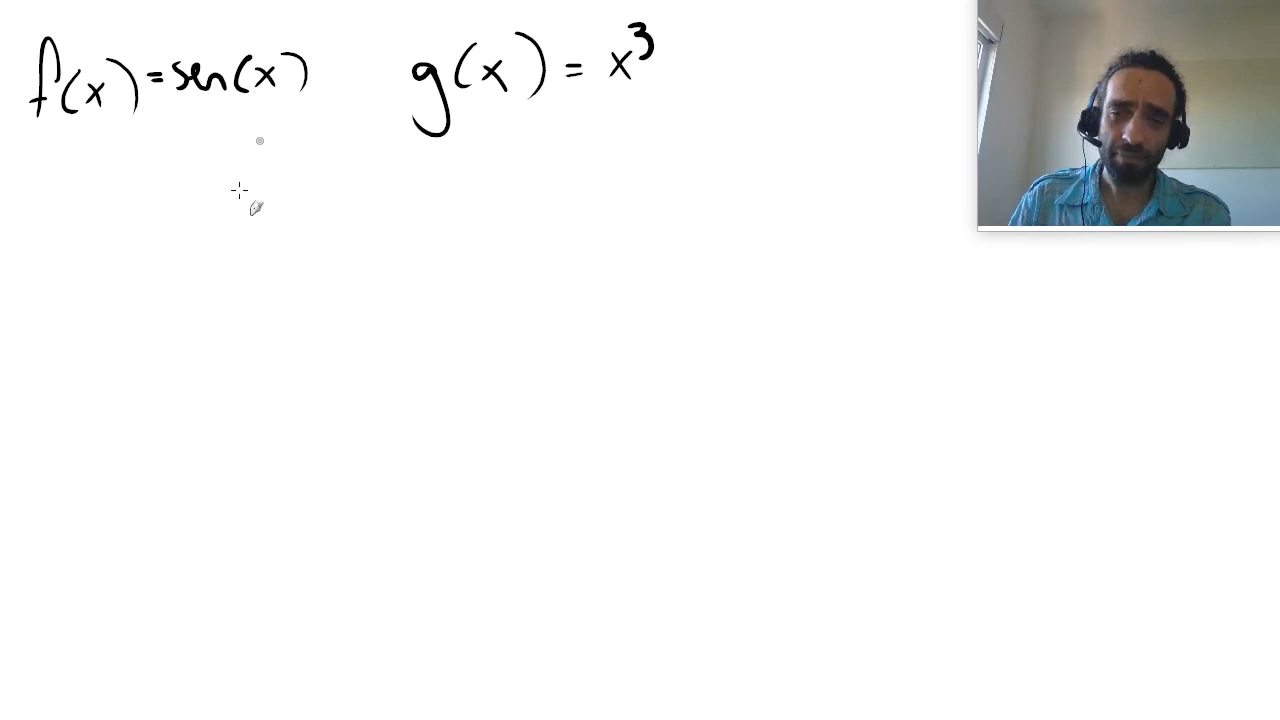 f(x) = sen(x) g(x) = x³